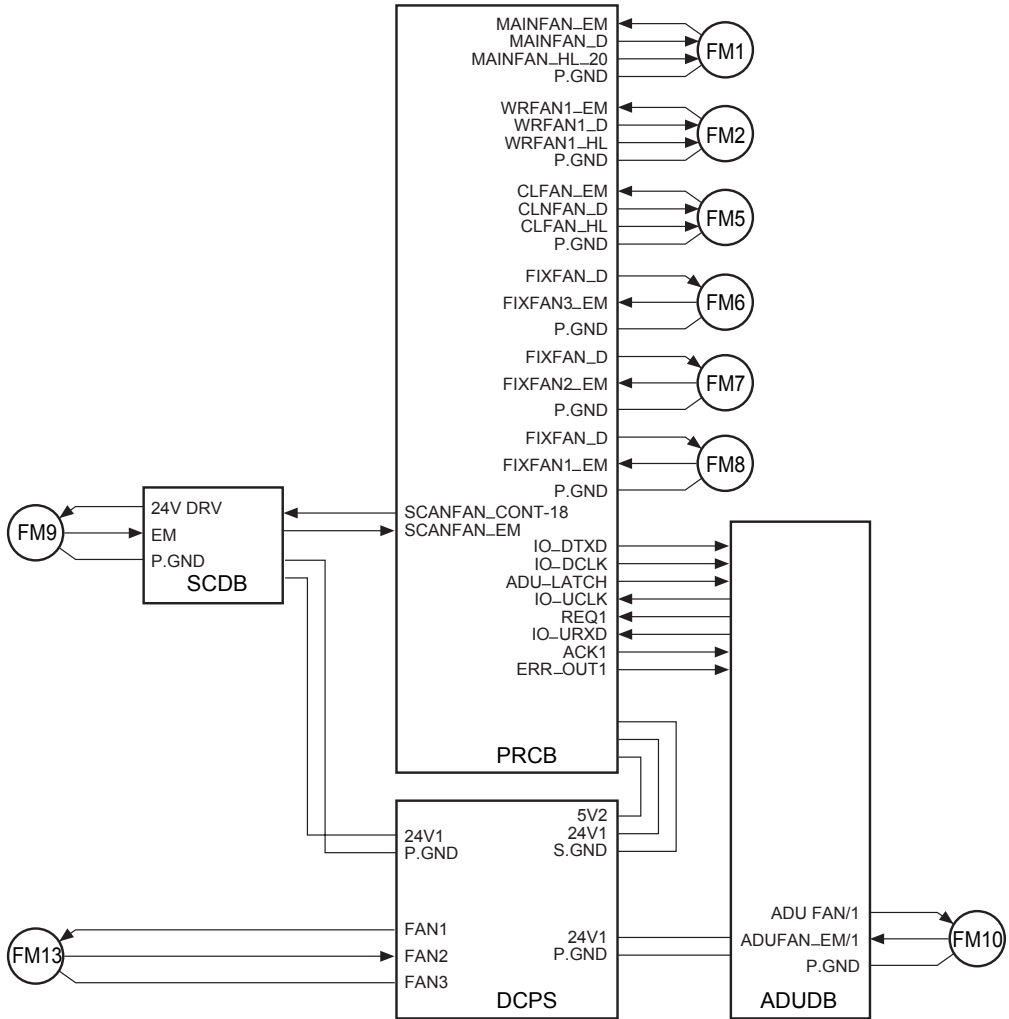 MAINFAN_EM
MAINFAN_D
MAINFAN_HL_20
P.GND
FM1
WRFAN1_EM
WRFAN1_D
WRFAN1_HL
P.GND
FM2
CLFAN_EM
CLNFAN_D
CLFAN_HL
P.GND
FM5
FIXFAN_D
FIXFAN3_EM
P.GND
FM6
FIXFAN_D
FIXFAN2_EM
P.GND
FM7
FIXFAN_D
FIXFAN1_EM
P.GND
FM8
FM9
24V DRV
EM
P.GND
SCDB
SCANFAN_CONT-18
SCANFAN_EM
IO_DTXD
IO_DCLK
ADU_LATCH
IO_UCLK
REQ1
IO_URXD
ACK1
ERR_OUT1
PRCB
5V2
24V1
S.GND
24V1
P.GND
FAN1
FAN2
FAN3
FM13
24V1
P.GND
DCPS
ADU FAN/1
ADUFAN_EM/1
P.GND
FM10
ADUDB